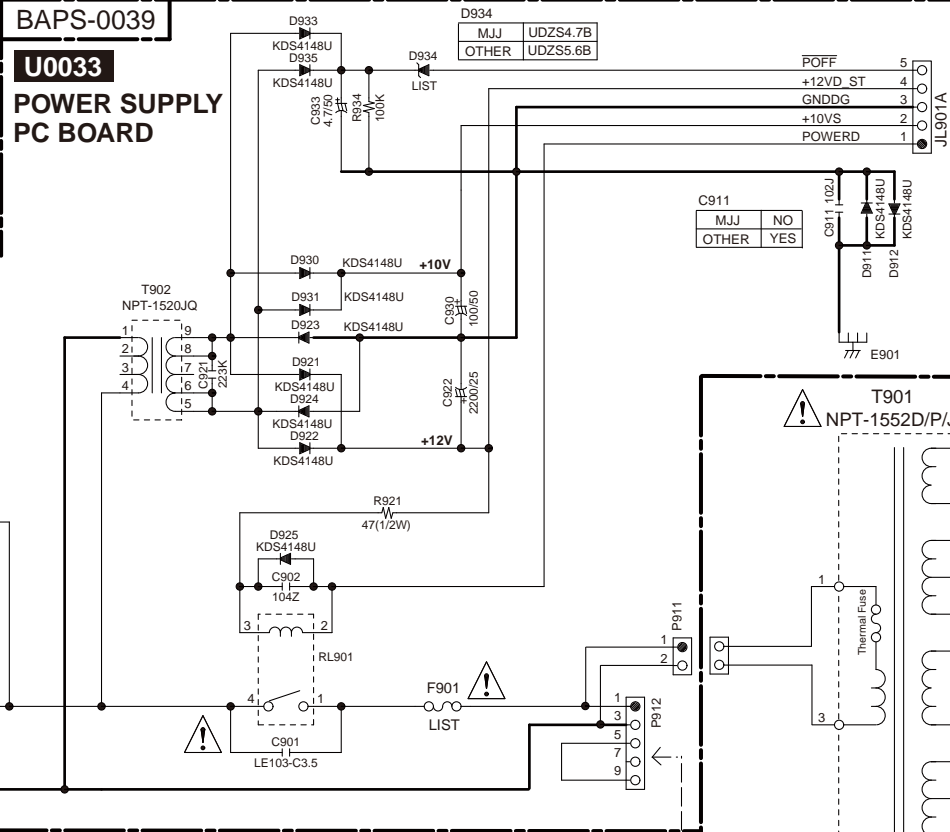 BAPS-0039
U0033
POWER SUPPLY
PC BOARD
D933
KDS4148U
D935
KDS4148U
D934
MJJ UDZS4.7B
OTHER UDZS5.6B
D934
LIST
C933
4.7/50
R934
100K
POFF 5
+12VD_ST 4
GNDDG 3
+10VS 2
POWERD 1
JL901A
C911
MJJ NO
OTHER YES
C911 102J
KDS4148U
KDS4148U
D911
D912
E901
D930
KDS4148U
+10V
D931
KDS4148U
D923
KDS4148U
C930
100/50
T902
NPT-1520JQ
1
2
3
4
9
8
7
6
5
C921
223K
D921
KDS4148U
D924
KDS4148U
D922
KDS4148U
C922
2200/25
+12V
R921
47(1/2W)
D925
KDS4148U
C902
104Z
3 2
RL901
4 1
C901
LE103-C3.5
F901
LIST
P911
1
2
P912
1
3
5
7
9
T901
NPT-1552D/P/J
1
Thermal Fuse
3